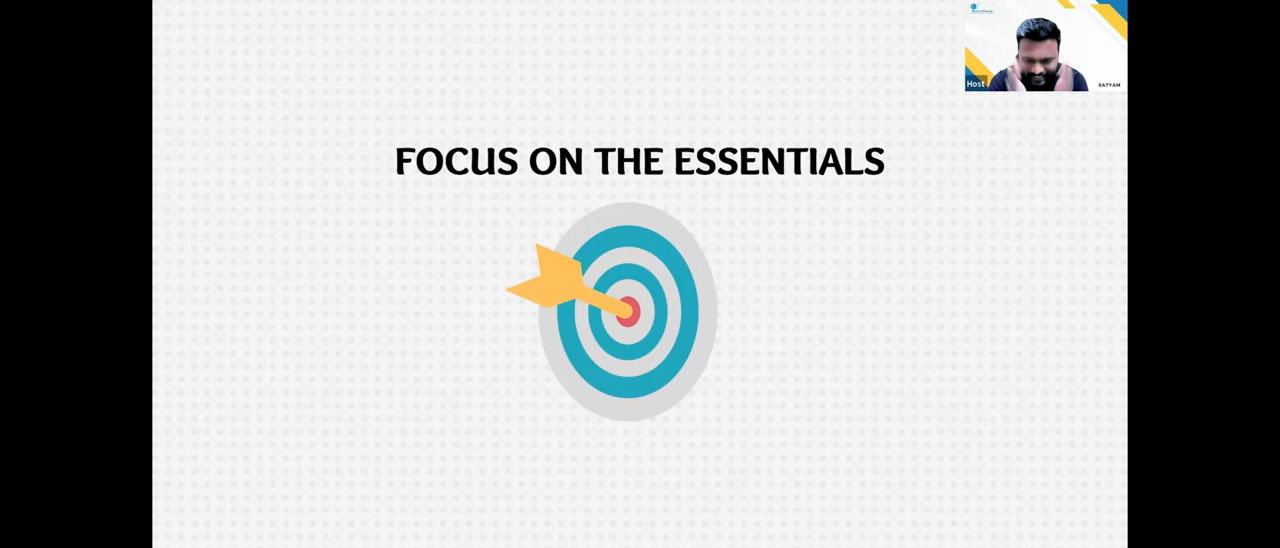 FOCUS ON THE ESSENTIALS
Host
SATYAM